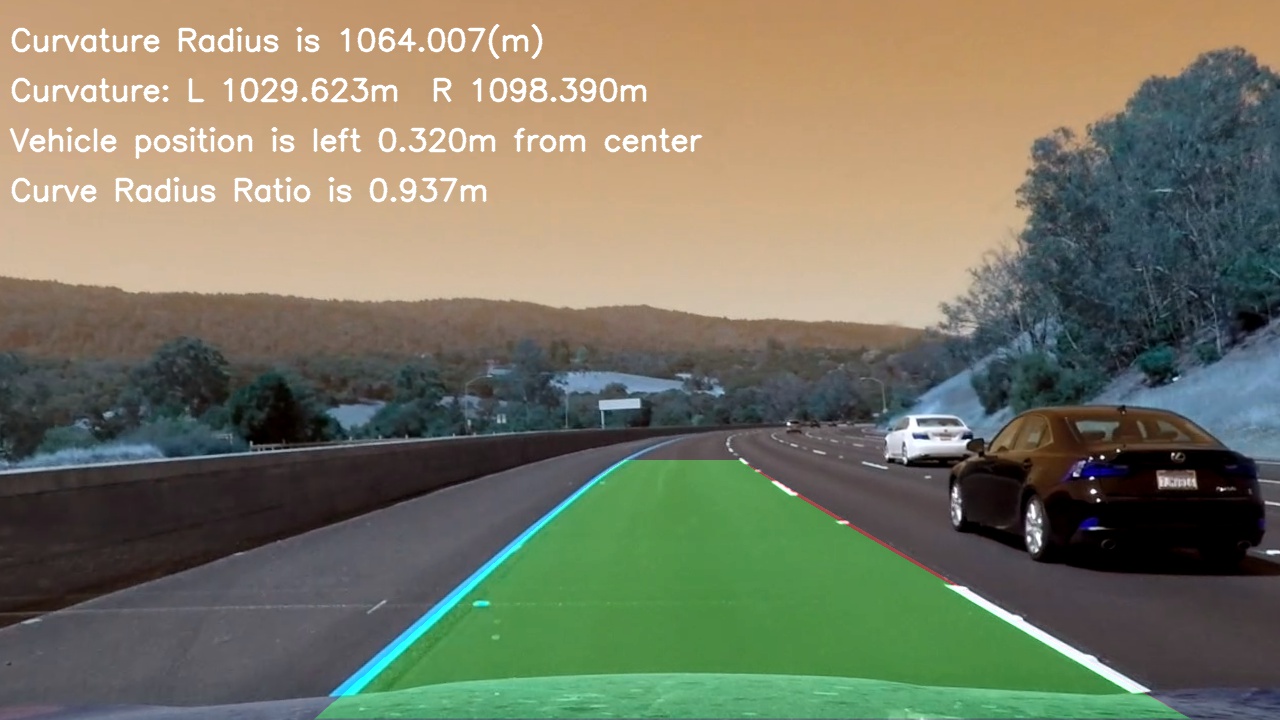 Curvature Radius is 1064.007(m)
Curvature: L 1029.623m R 1098.390m
Vehicle position is left 0.320m from center
Curve Radius Ratio is 0.937m